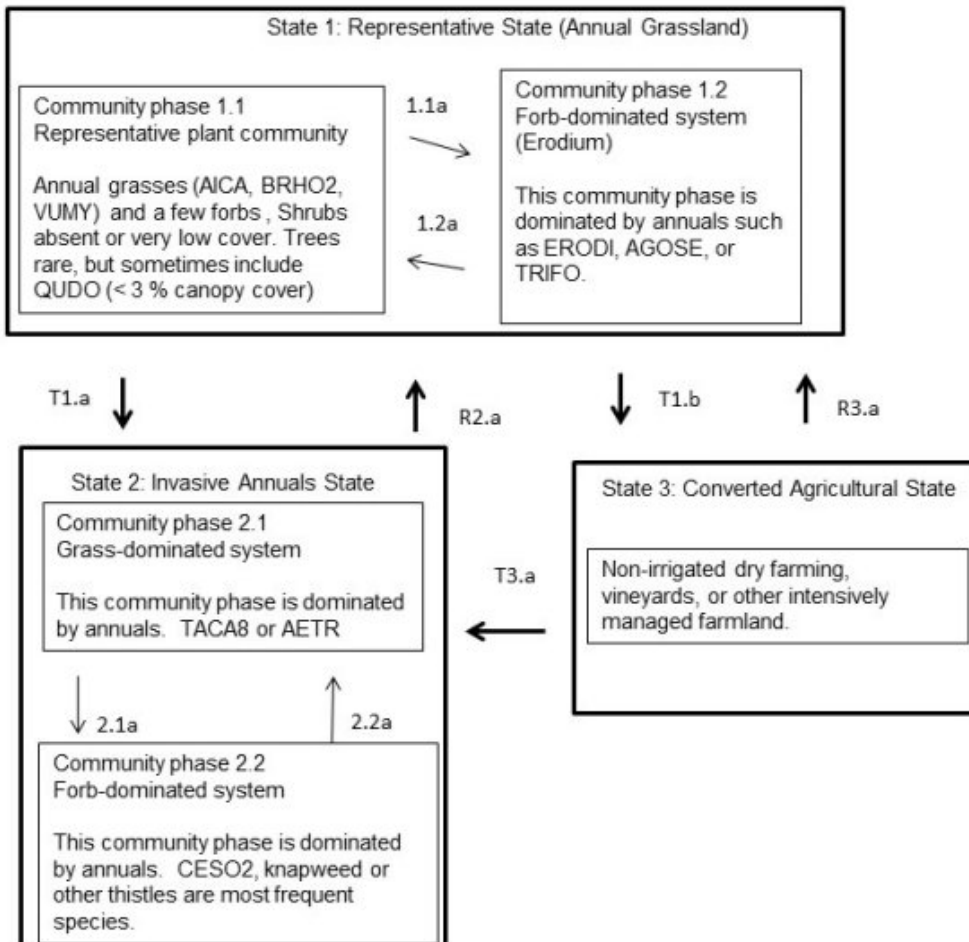 State 1: Representative State (Annual Grassland)
Community phase 1.1
Representative plant community
Annual grasses (AICA, BRHO2,
VUMY) and a few forbs , Shrubs
absent or very low cover. Trees
rare, but sometimes include
QUDO (< 3 % canopy cover)
1.1a
1.2a
Community phase 1.2
Forb-dominated system
(Erodium)
This community phase is
dominated by annuals such
as ERODI, AGOSE, or
TRIFO.
T1.a
R2.a
T1.b
R3.a
State 2: Invasive Annuals State
Community phase 2.1
Grass-dominated system
This community phase is dominated
by annuals. TACA8 or AETR
2.1a
2.2a
Community phase 2.2
Forb-dominated system
This community phase is dominated
by annuals. CESO2, knapweed or
other thistles are most frequent
species.
T3.a
State 3: Converted Agricultural State
Non-irrigated dry farming,
vineyards, or other intensively
managed farmland.